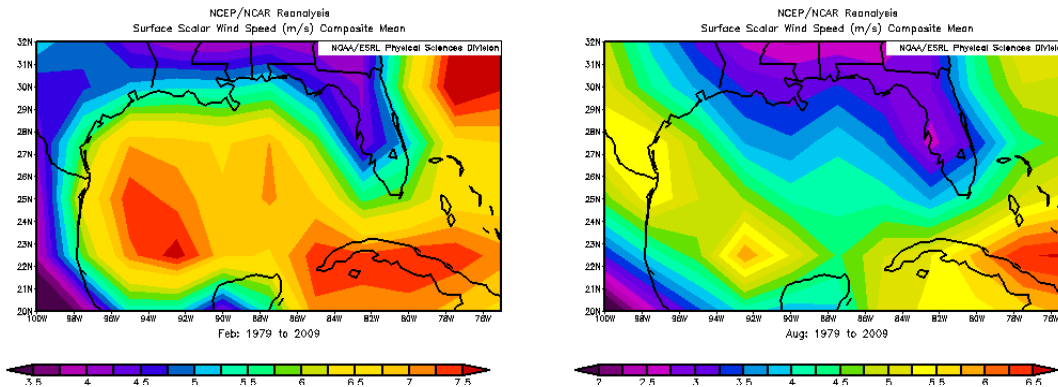 NCEP/NCAR Reanalysis
Surface Scalar Wind Speed (m/s) Composite Mean
NOAA/ESRL Physical Sciences Division
32N
31N
30N
29N
28N
27N
26N
25N
24N
23N
22N
21N
20N
100W 98W 96W 94W 92W 90W 88W 86W 84W 82W 80W 78W 76W
Feb: 1979 to 2009
3.5 4 4.5 5 5.5 6 6.5 7 7.5
NCEP/NCAR Reanalysis
Surface Scalar Wind Speed (m/s) Composite Mean
NOAA/ESRL Physical Sciences Division
32N
31N
30N
29N
28N
27N
26N
25N
24N
23N
22N
21N
20N
100W 98W 96W 94W 92W 90W 88W 86W 84W 82W 80W 78W 76W
Aug: 1979 to 2009
2 2.5 3 3.5 4 4.5 5 5.5 6 6.5